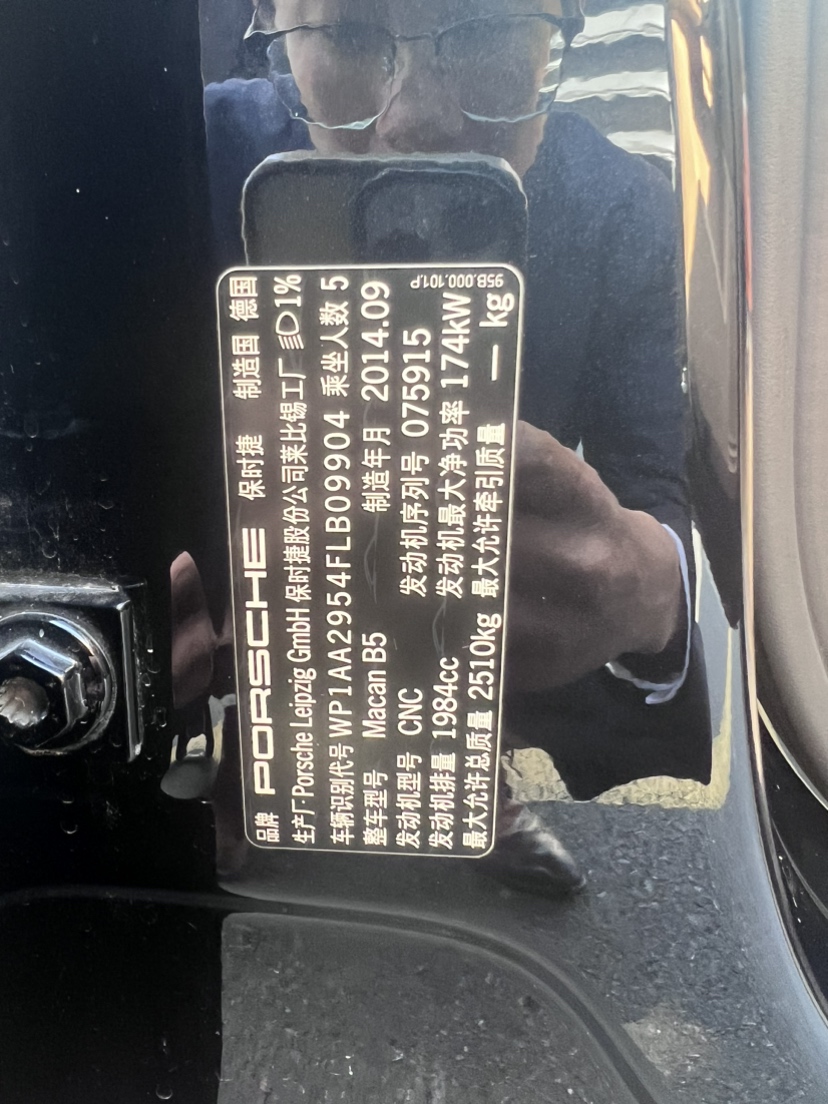 品牌 PORSCHE 保时捷 制造国 德国
生产厂:Porsche Leipzig GmbH 保时捷股份公司莱比锡工厂 1%
车辆识别代号 WP1AA2954FLB09904 乘坐人数 5
整车型号 Macan B5 制造年月 2014.09
发动机型号 CNC 发动机序列号 075915
发动机排量 1984cc 发动机最大净功率 174kW
最大允许总质量 2510kg 最大允许牵引质量 — kg
95B.000.101.P